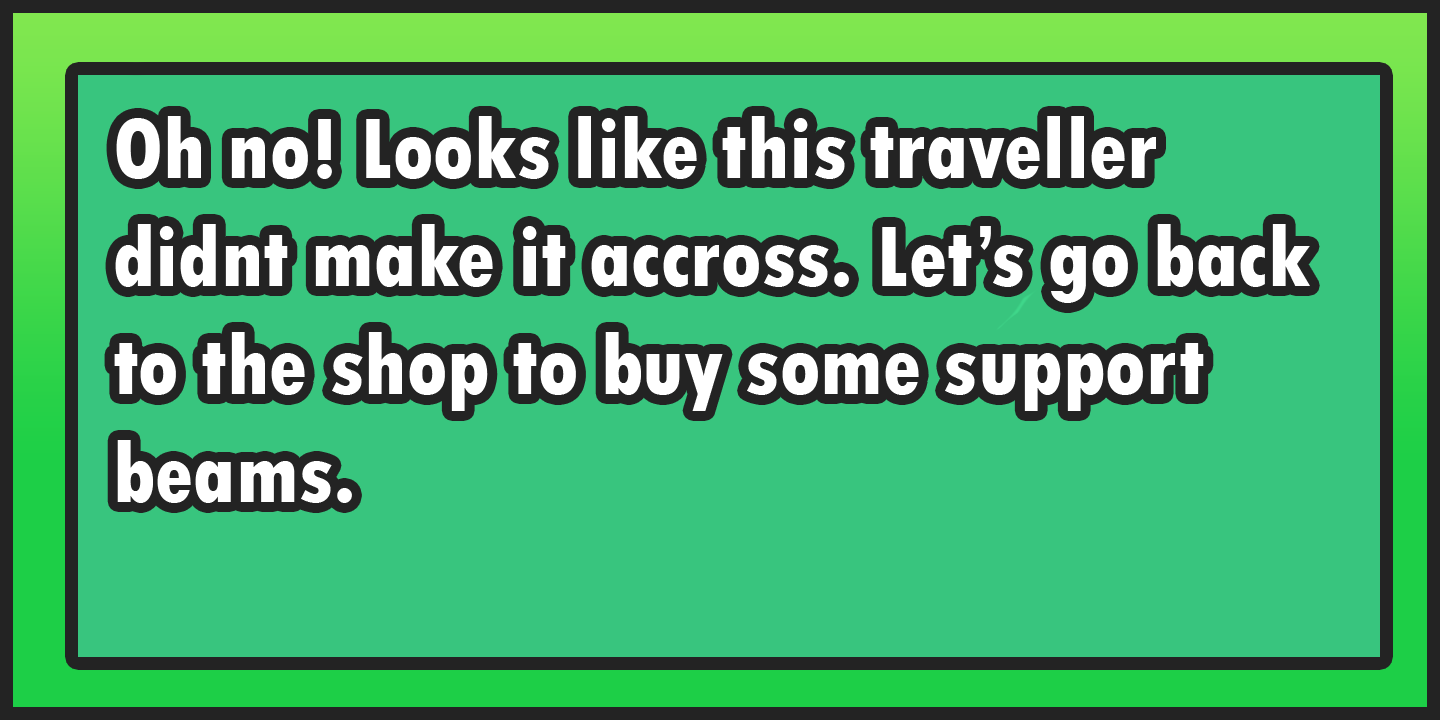 Oh no! Looks like this traveller
didnt make it accross. Let’s go back
to the shop to buy some support
beams.